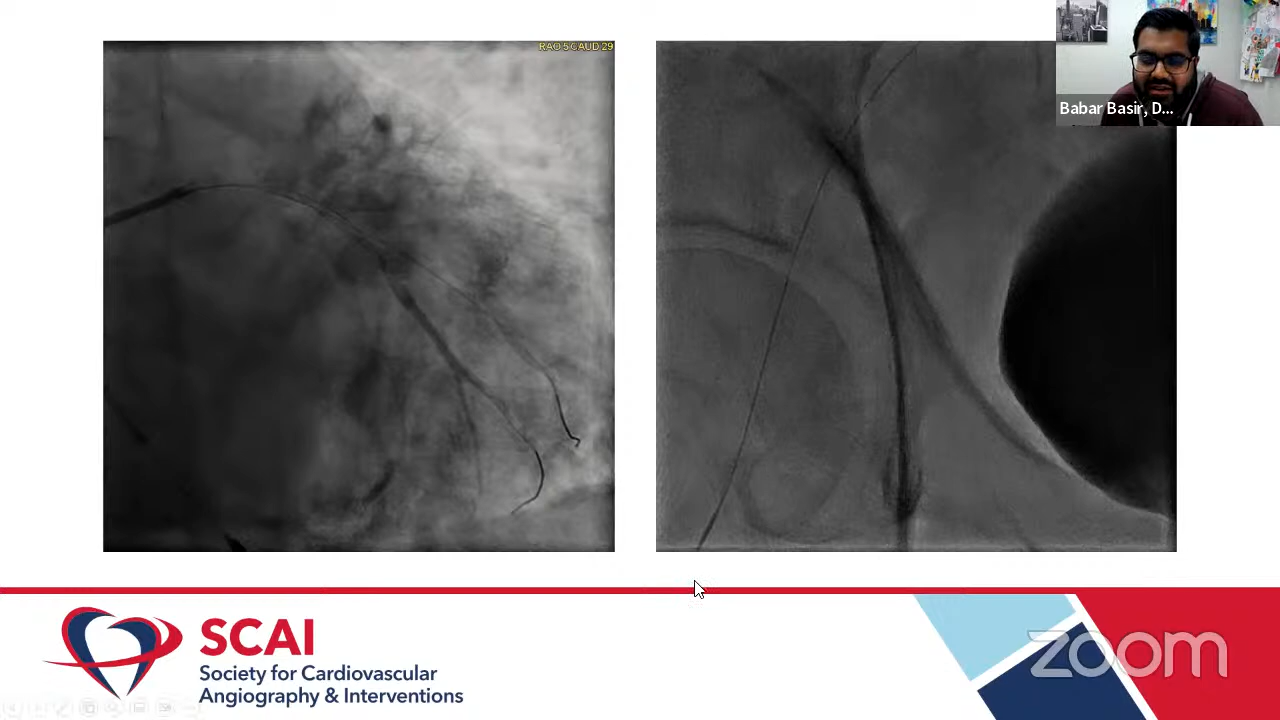 RAO 5 CAUD 29
Babar Basir, D...
SCAI
Society for Cardiovascular
Angiography & Interventions
zoom